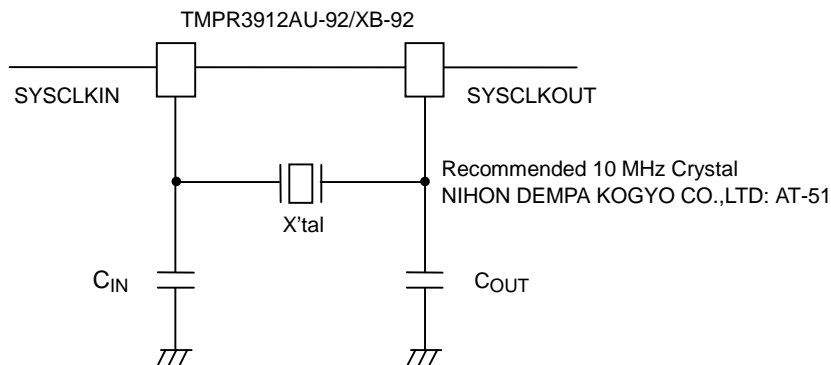 TMPR3912AU-92/XB-92
SYSCLKIN
SYSCLKOUT
Recommended 10 MHz Crystal
NIHON DEMPA KOGYO CO.,LTD: AT-51
X'tal
CIN
COUT